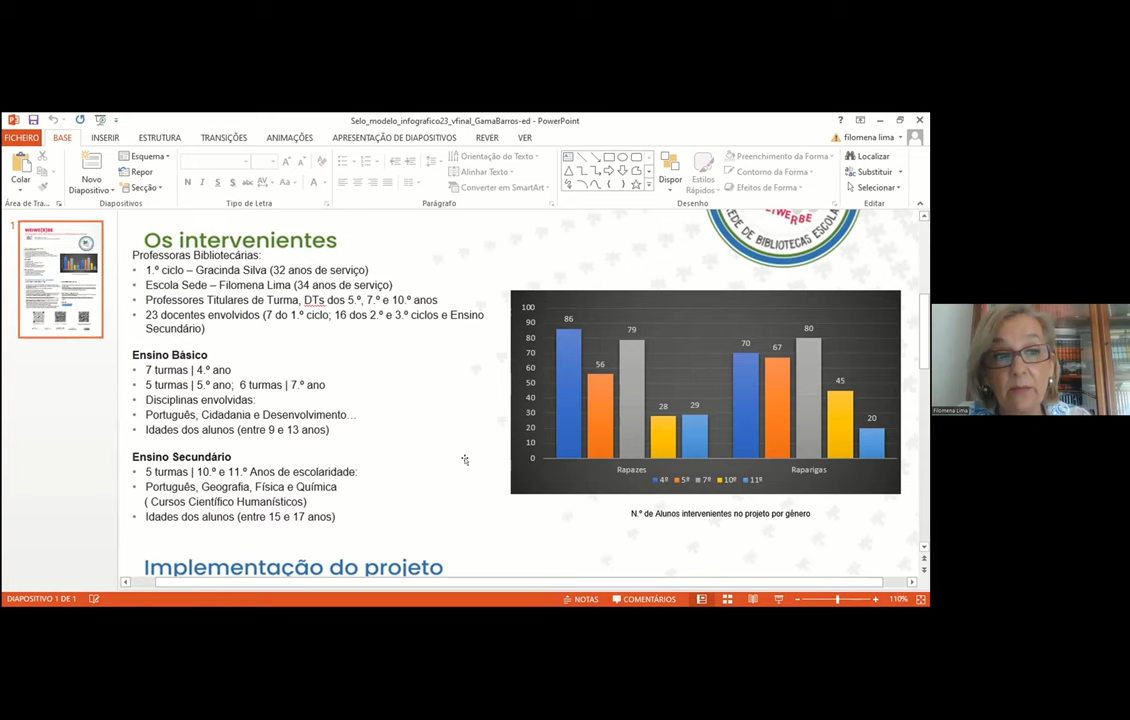 Selo_modelo_infografico23_vfinal_GamaBarros-ed - PowerPoint
FICHEIRO BASE INSERIR ESQUEMA ESTRUTURA TRANSIÇÕES ANIMAÇÕES APRESENTAÇÃO DE DIAPOSITIVOS REVER VER filomena lima
Colar
Novo Diapositivo
Esquema
Repor
Secção
N I S abc AV Aa A
Orientação do Texto
Alinhar Texto
Converter em SmartArt
Dispor
Estilos Rápidos
Preenchimento da Forma
Contorno da Forma
Efeitos de Forma
Localizar
Substituir
Selecionar
Área de Tra... Diapositivos Tipo de Letra Parágrafo Desenho Editar
1
Os intervenientes
Professoras Bibliotecárias:
• 1.º ciclo – Gracinda Silva (32 anos de serviço)
• Escola Sede – Filomena Lima (34 anos de serviço)
• Professores Titulares de Turma, DTs dos 5.º, 7.º e 10.º anos
• 23 docentes envolvidos (7 do 1.º ciclo; 16 dos 2.º e 3.º ciclos e Ensino
Secundário)
Ensino Básico
• 7 turmas | 4.º ano
• 5 turmas | 5.º ano; 6 turmas | 7.º ano
• Disciplinas envolvidas:
• Português, Cidadania e Desenvolvimento…
• Idades dos alunos (entre 9 e 13 anos)
Ensino Secundário
• 5 turmas | 10.º e 11.º Anos de escolaridade:
• Português, Geografia, Física e Química
• ( Cursos Científico Humanísticos)
• Idades dos alunos (entre 15 e 17 anos)
Implementação do projeto
EDE DE BIBLIOTECAS ESCOLA
100
90
80
70
60
50
40
30
20
10
0
86 56 79 28 29
70 67 80 45 20
Rapazes Raparigas
4º 5º 7º 10º 11º
N.º de Alunos intervenientes no projeto por gênero
Filomena Lima
DIAPOSITIVO 1 DE 1 NOTAS COMENTÁRIOS 110%